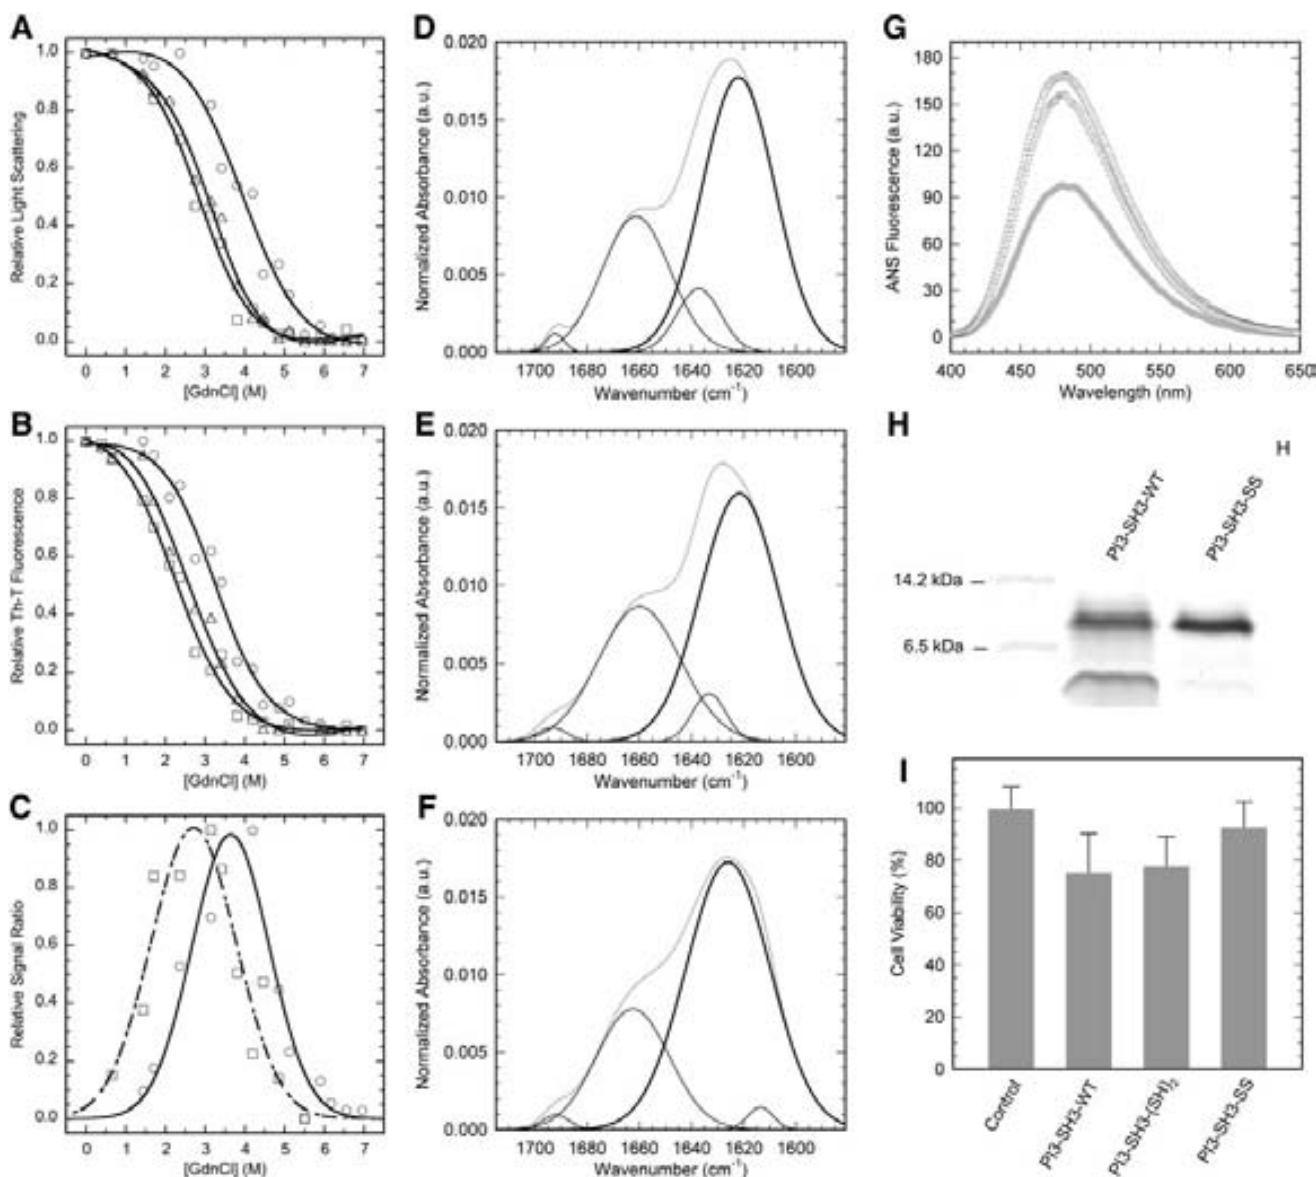 A
1.0
0.8
0.6
0.4
0.2
0.0
Relative Light Scattering
0 1 2 3 4 5 6 7
[GdnCl] (M)
B
1.0
0.8
0.6
0.4
0.2
0.0
Relative Th-T Fluorescence
0 1 2 3 4 5 6 7
[GdnCl] (M)
C
1.0
0.8
0.6
0.4
0.2
0.0
Relative Signal Ratio
0 1 2 3 4 5 6 7
[GdnCl] (M)
D
0.020
0.015
0.010
0.005
0.000
Normalized Absorbance (a.u.)
1700 1680 1660 1640 1620 1600
Wavenumber (cm⁻¹)
E
0.020
0.015
0.010
0.005
0.000
Normalized Absorbance (a.u.)
1700 1680 1660 1640 1620 1600
Wavenumber (cm⁻¹)
F
0.020
0.015
0.010
0.005
0.000
Normalized Absorbance (a.u.)
1700 1680 1660 1640 1620 1600
Wavenumber (cm⁻¹)
G
180
150
120
90
60
30
0
ANS Fluorescence (a.u.)
400 450 500 550 600 650
Wavelength (nm)
H
H
PI3-SH3-WT
PI3-SH3-SS
14.2 kDa
6.5 kDa
I
100
80
60
40
20
0
Cell Viability (%)
Control
PI3-SH3-WT
PI3-SH3-(SH)₂
PI3-SH3-SS